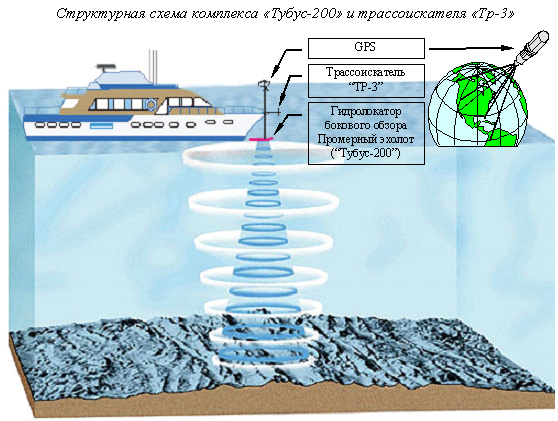 Структурная схема комплекса «Тубус-200» и трассоискателя «Тр-3»
GPS
Трассоискатель
“ТР-3”
Гидролокатор
бокового обзора
Промерный эхолот
(“Тубус-200”)